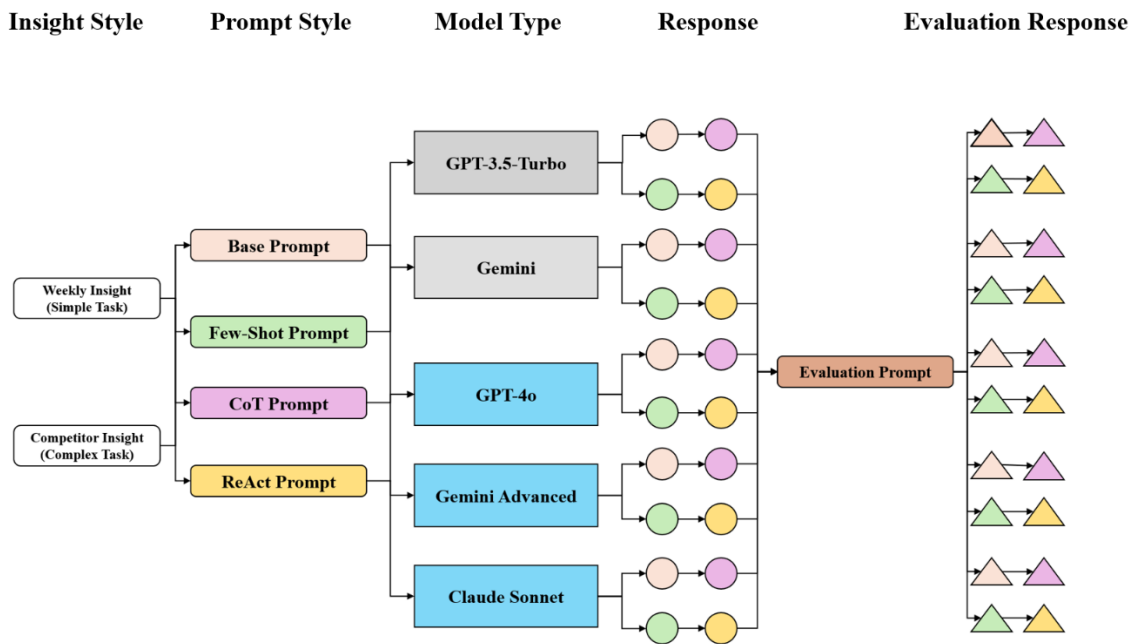 Insight Style
Prompt Style
Model Type
Response
Evaluation Response
GPT-3.5-Turbo
Base Prompt
Gemini
Weekly Insight
(Simple Task)
Few-Shot Prompt
Evaluation Prompt
CoT Prompt
GPT-4o
Competitor Insight
(Complex Task)
ReAct Prompt
Gemini Advanced
Claude Sonnet